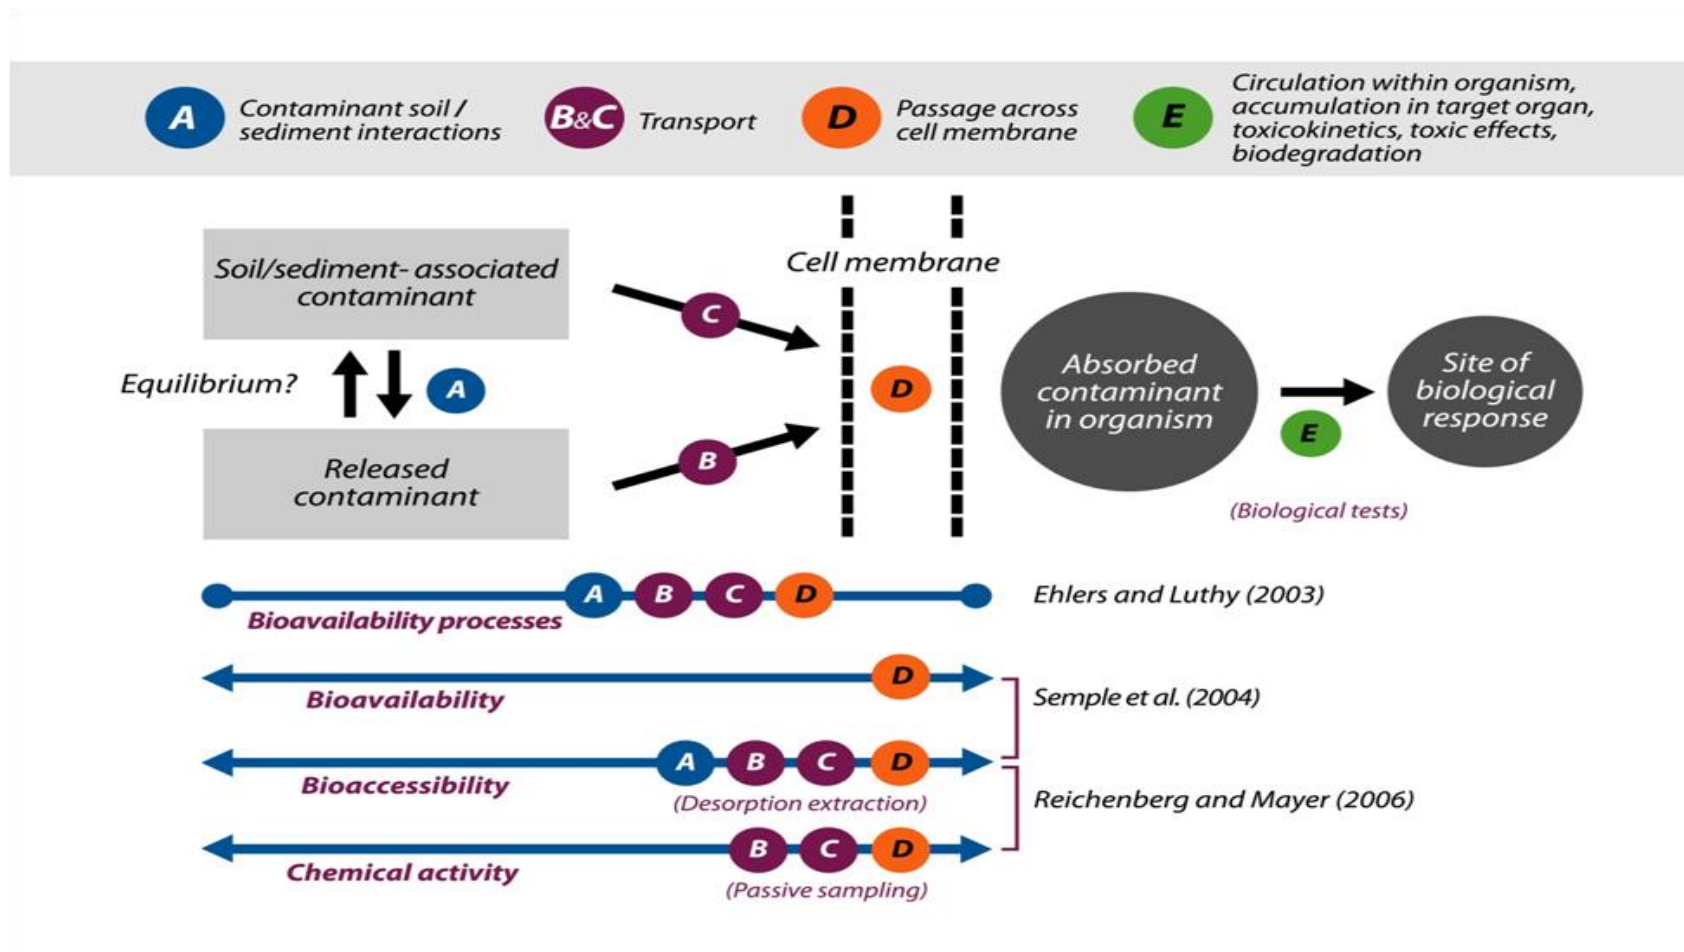 A
Contaminant soil /
sediment interactions
B&C
Transport
D
Passage across
cell membrane
E
Circulation within organism,
accumulation in target organ,
toxicokinetics, toxic effects,
biodegradation
Soil/sediment- associated
contaminant
Equilibrium?
A
Released
contaminant
C
B
Cell membrane
D
Absorbed
contaminant
in organism
E
Site of
biological
response
(Biological tests)
A B C D
Bioavailability processes
Ehlers and Luthy (2003)
D
Bioavailability
Semple et al. (2004)
A B C D
Bioaccessibility
(Desorption extraction)
Reichenberg and Mayer (2006)
B C D
Chemical activity
(Passive sampling)